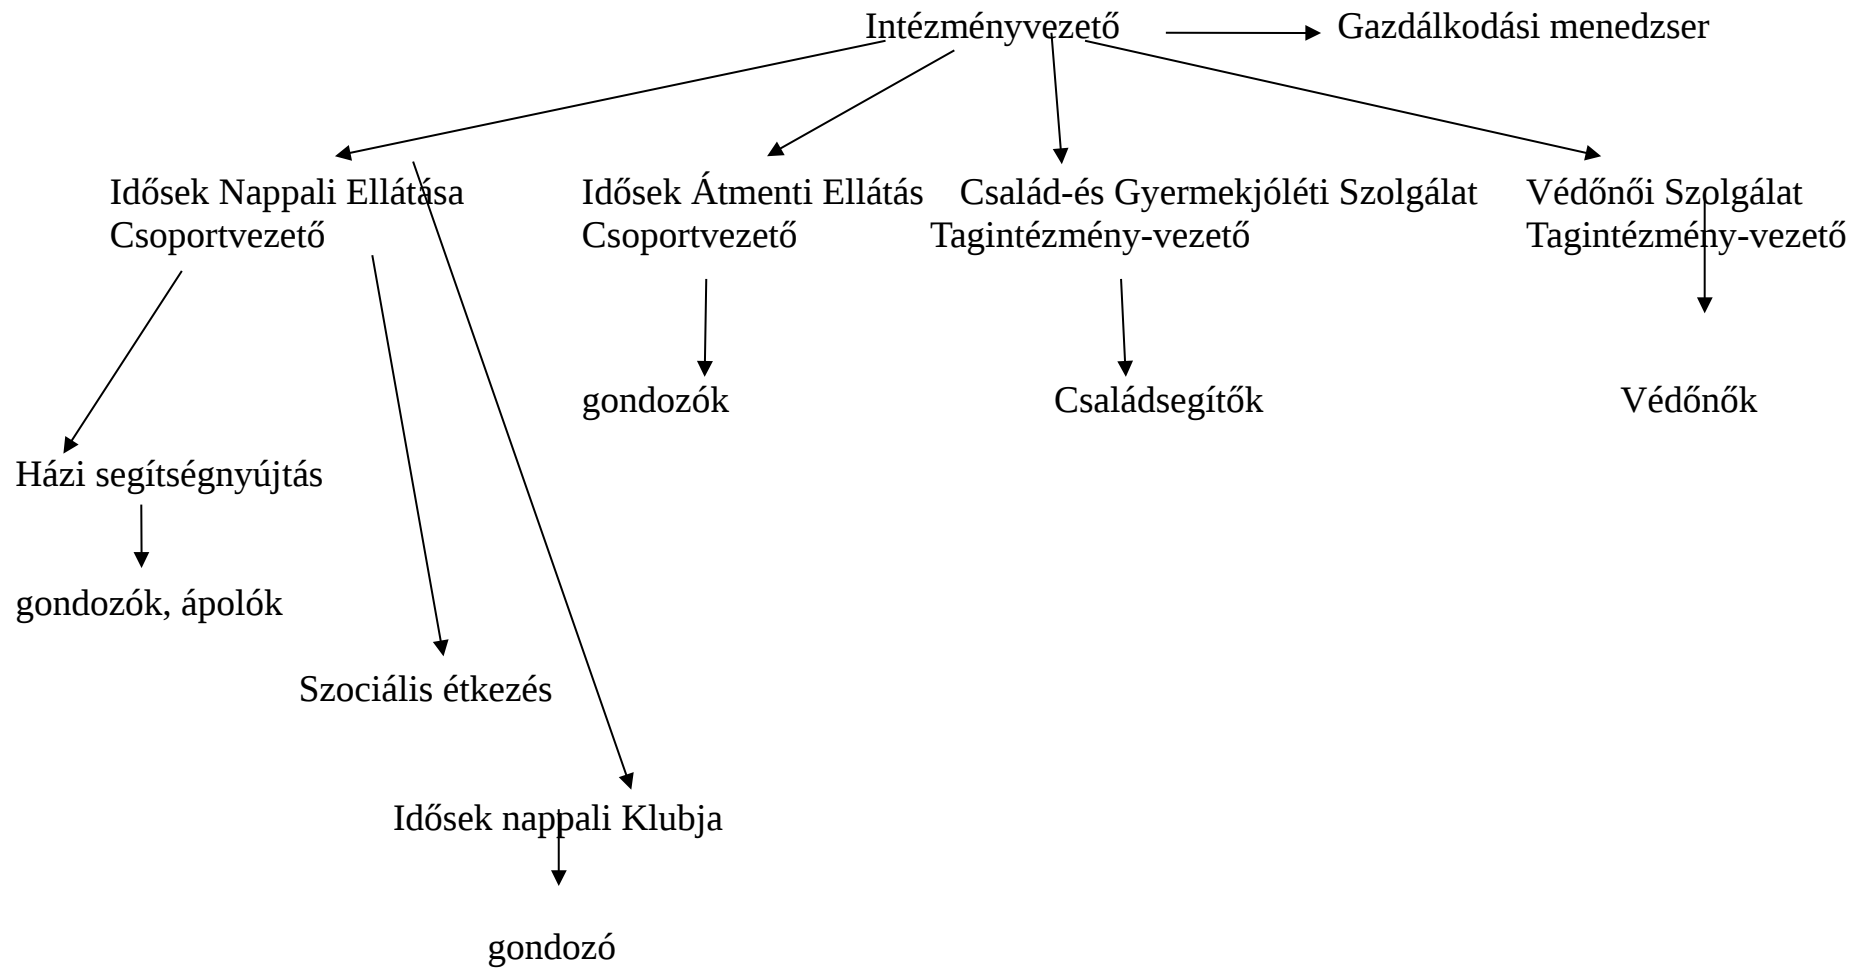 Intézményvezető Gazdálkodási menedzser
Idősek Nappali Ellátása Idősek Átmenti Ellátás Család-és Gyermekjóléti Szolgálat Védőnői Szolgálat
Csoportvezető Csoportvezető Tagintézmény-vezető Tagintézmény-vezető
gondozók Családsegítők Védőnők
Házi segítségnyújtás
gondozók, ápolók
Szociális étkezés
Idősek nappali Klubja
gondozó